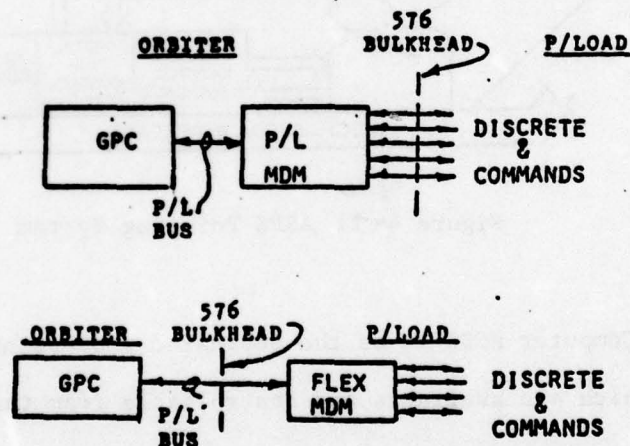 576
BULKHEAD
ORBITER
P/LOAD
GPC
P/L
MDM
DISCRETE
&
COMMANDS
P/L
BUS
576
BULKHEAD
ORBITER
P/LOAD
GPC
FLEX
MDM
DISCRETE
&
COMMANDS
P/L
BUS